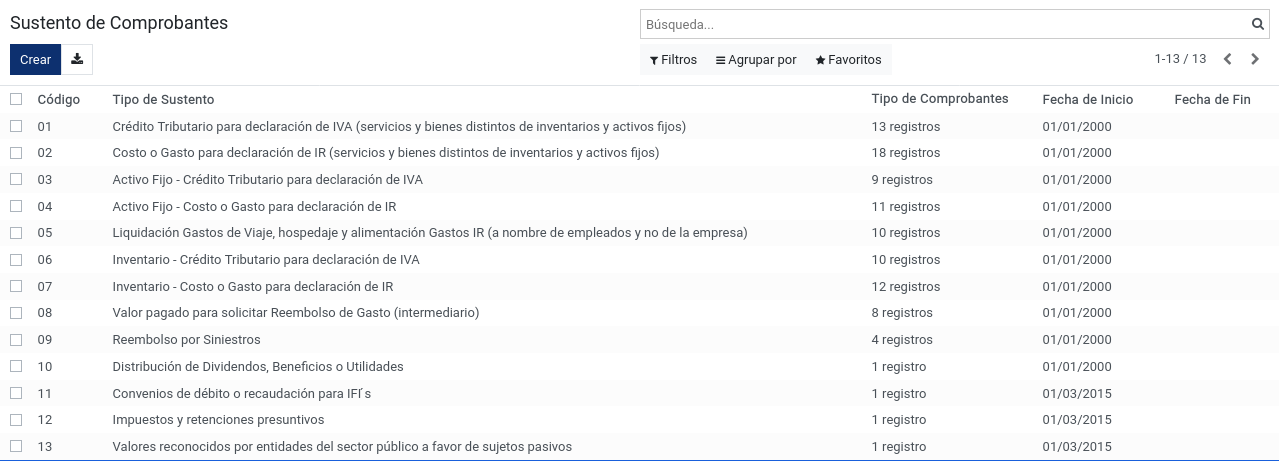 Sustento de Comprobantes
Búsqueda...
Crear
Filtros Agrupar por Favoritos 1-13 / 13
Código Tipo de Sustento Tipo de Comprobantes Fecha de Inicio Fecha de Fin
01 Crédito Tributario para declaración de IVA (servicios y bienes distintos de inventarios y activos fijos) 13 registros 01/01/2000
02 Costo o Gasto para declaración de IR (servicios y bienes distintos de inventarios y activos fijos) 18 registros 01/01/2000
03 Activo Fijo - Crédito Tributario para declaración de IVA 9 registros 01/01/2000
04 Activo Fijo - Costo o Gasto para declaración de IR 11 registros 01/01/2000
05 Liquidación Gastos de Viaje, hospedaje y alimentación Gastos IR (a nombre de empleados y no de la empresa) 10 registros 01/01/2000
06 Inventario - Crédito Tributario para declaración de IVA 10 registros 01/01/2000
07 Inventario - Costo o Gasto para declaración de IR 12 registros 01/01/2000
08 Valor pagado para solicitar Reembolso de Gasto (intermediario) 8 registros 01/01/2000
09 Reembolso por Siniestros 4 registros 01/01/2000
10 Distribución de Dividendos, Beneficios o Utilidades 1 registro 01/01/2000
11 Convenios de débito o recaudación para IFI´s 1 registro 01/03/2015
12 Impuestos y retenciones presuntivos 1 registro 01/03/2015
13 Valores reconocidos por entidades del sector público a favor de sujetos pasivos 1 registro 01/03/2015